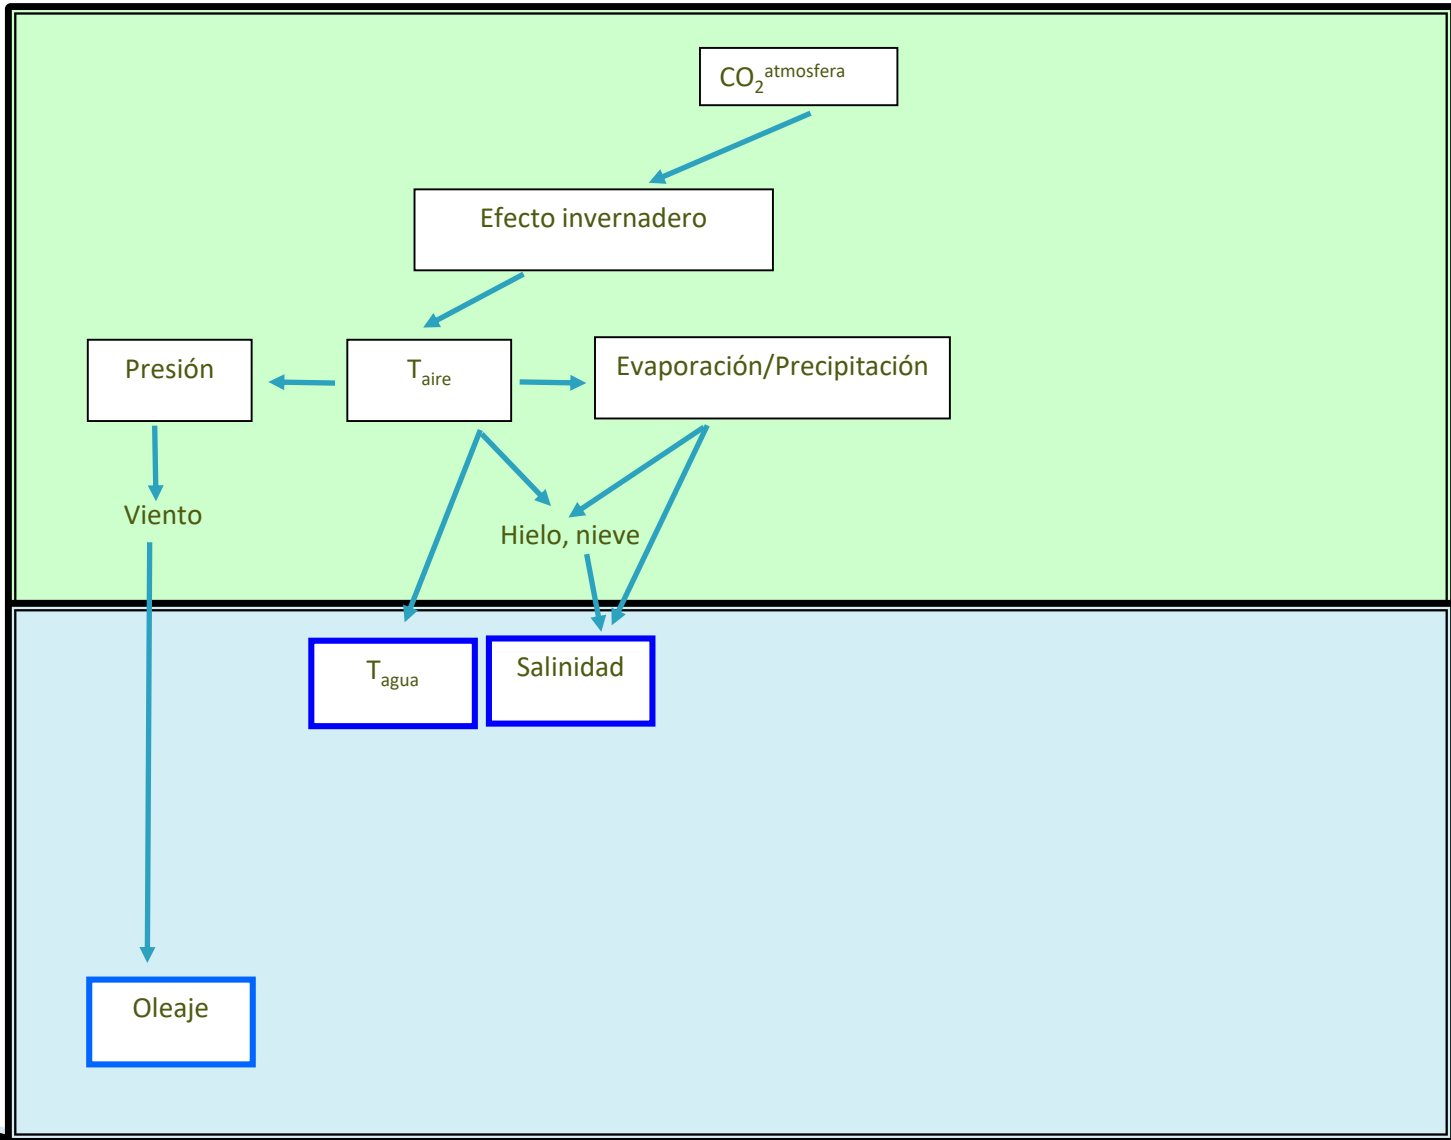 CO₂ᵃᵗᵐᵒˢᶠᵉʳᵃ
Efecto invernadero
Presión
Taire
Evaporación/Precipitación
Viento
Hielo, nieve
Tagua
Salinidad
Oleaje